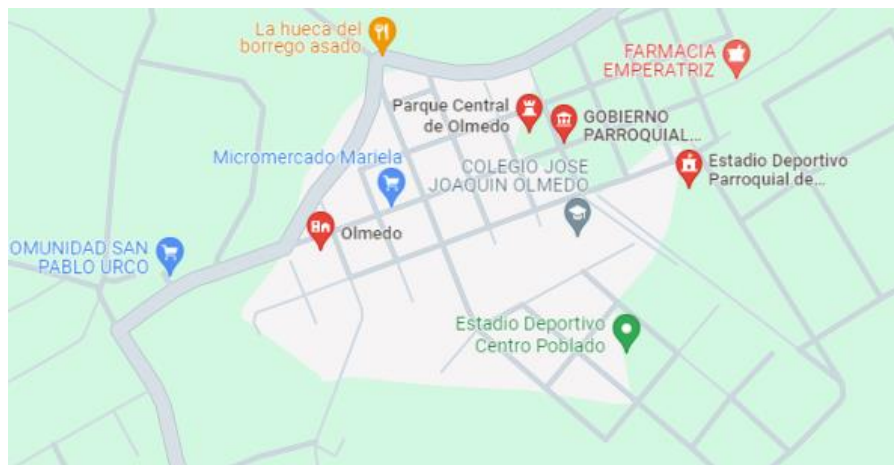 La hueca del
borrego asado
FARMACIA
EMPERATRIZ
Parque Central
de Olmedo
GOBIERNO
PARROQUIAL...
Micromercado Mariela
COLEGIO JOSE
JOAQUIN OLMEDO
Estadio Deportivo
Parroquial de...
Olmedo
OMUNIDAD SAN
PABLO URCO
Estadio Deportivo
Centro Poblado